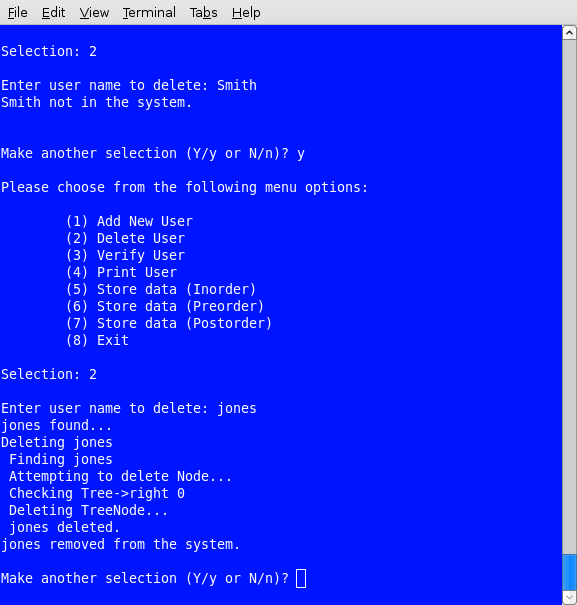 File Edit View Terminal Tabs Help
Selection: 2
Enter user name to delete: Smith
Smith not in the system.
Make another selection (Y/y or N/n)? y
Please choose from the following menu options:
(1) Add New User
(2) Delete User
(3) Verify User
(4) Print User
(5) Store data (Inorder)
(6) Store data (Preorder)
(7) Store data (Postorder)
(8) Exit
Selection: 2
Enter user name to delete: jones
jones found...
Deleting jones
Finding jones
Attempting to delete Node...
Checking Tree->right 0
Deleting TreeNode...
jones deleted.
jones removed from the system.
Make another selection (Y/y or N/n)?